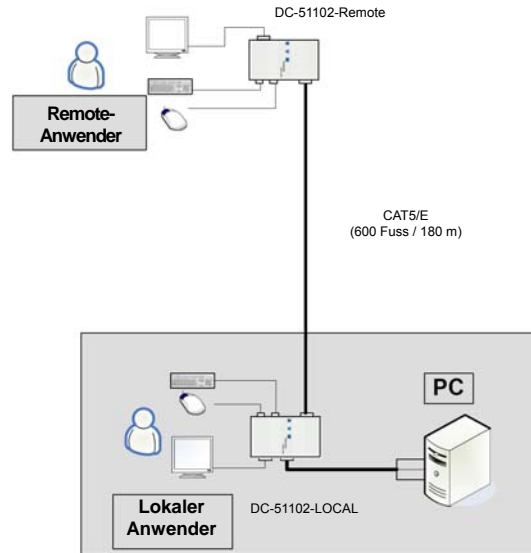 DC-51102-Remote
Remote-
Anwender
CAT5/E
(600 Fuss / 180 m)
PC
Lokaler
Anwender
DC-51102-LOCAL